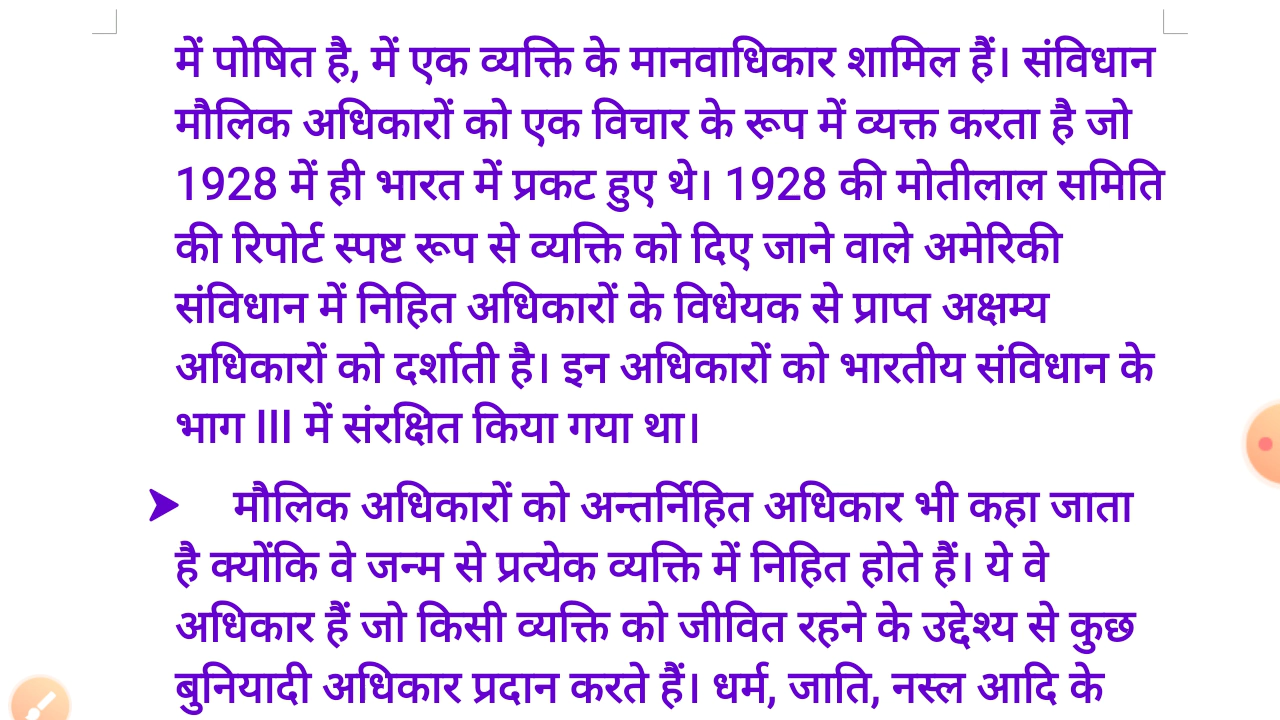 में पोषित है, में एक व्यक्ति के मानवाधिकार शामिल हैं। संविधान
मौलिक अधिकारों को एक विचार के रूप में व्यक्त करता है जो
1928 में ही भारत में प्रकट हुए थे। 1928 की मोतीलाल समिति
की रिपोर्ट स्पष्ट रूप से व्यक्ति को दिए जाने वाले अमेरिकी
संविधान में निहित अधिकारों के विधेयक से प्राप्त अक्षम्य
अधिकारों को दर्शाती है। इन अधिकारों को भारतीय संविधान के
भाग III में संरक्षित किया गया था।
➤ मौलिक अधिकारों को अन्तर्निहित अधिकार भी कहा जाता
है क्योंकि वे जन्म से प्रत्येक व्यक्ति में निहित होते हैं। ये वे
अधिकार हैं जो किसी व्यक्ति को जीवित रहने के उद्देश्य से कुछ
बुनियादी अधिकार प्रदान करते हैं। धर्म, जाति, नस्ल आदि के